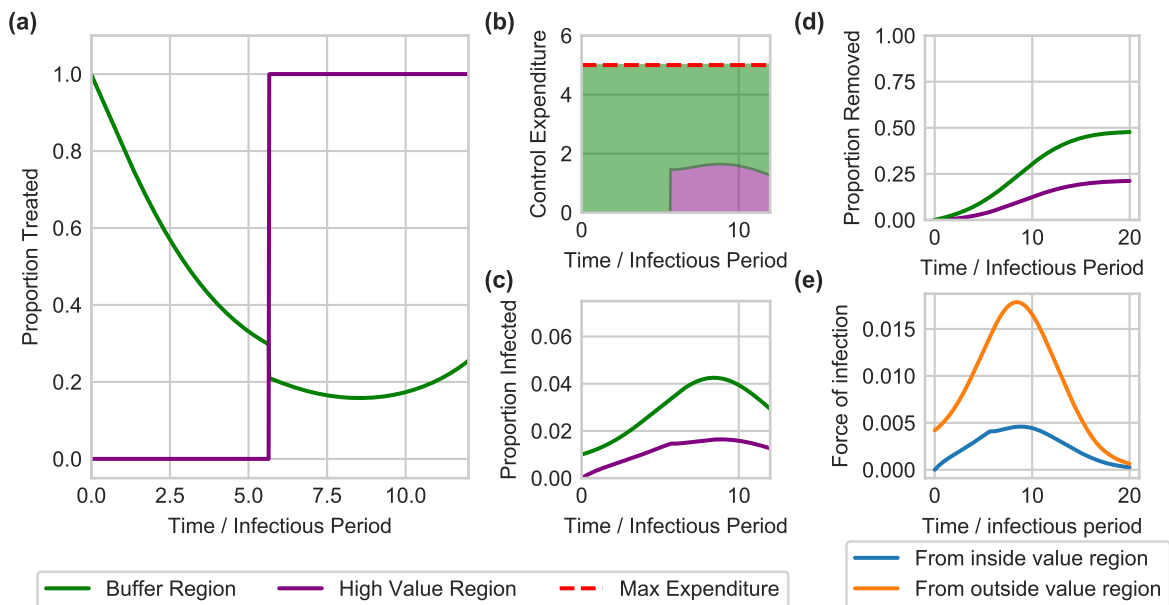 (a)
Proportion Treated
1.0
0.8
0.6
0.4
0.2
0.0
0.0 2.5 5.0 7.5 10.0
Time / Infectious Period
(b)
Control Expenditure
6
4
2
0
0 10
Time / Infectious Period
(c)
Proportion Infected
0.06
0.04
0.02
0.00
0 10
Time / Infectious Period
(d)
Proportion Removed
1.00
0.75
0.50
0.25
0.00
0 10 20
Time / Infectious Period
(e)
Force of infection
0.015
0.010
0.005
0.000
0 10 20
Time / infectious period
Buffer Region High Value Region Max Expenditure
From inside value region
From outside value region